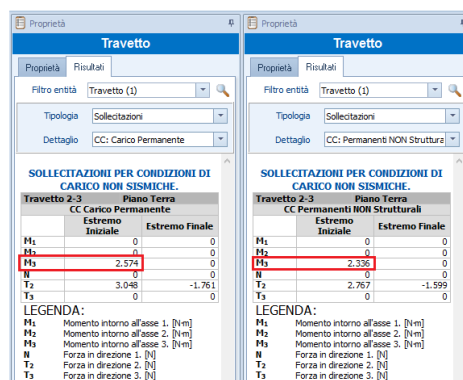 Proprietà
Travetto
Proprietà Risultati
Filtro entità Travetto (1)
Tipologia Sollecitazioni
Dettaglio CC: Carico Permanente
SOLLECITAZIONI PER CONDIZIONI DI
CARICO NON SISMICHE.
Travetto 2-3 Piano Terra
CC Carico Permanente
Estremo Iniziale Estremo Finale
M₁ 0 0
M₂ 0 0
M₃ 2.574 0
N 0 0
T₂ 3.048 -1.761
T₃ 0 0
LEGENDA:
M₁ Momento intorno all'asse 1. [N·m]
M₂ Momento intorno all'asse 2. [N·m]
M₃ Momento intorno all'asse 3. [N·m]
N Forza in direzione 1. [N]
T₂ Forza in direzione 2. [N]
T₃ Forza in direzione 3. [N]
Proprietà
Travetto
Proprietà Risultati
Filtro entità Travetto (1)
Tipologia Sollecitazioni
Dettaglio CC: Permanenti NON Struttura
SOLLECITAZIONI PER CONDIZIONI DI
CARICO NON SISMICHE.
Travetto 2-3 Piano Terra
CC Permanenti NON Strutturali
Estremo Iniziale Estremo Finale
M₁ 0 0
M₂ 0 0
M₃ 2.336 0
N 0 0
T₂ 2.767 -1.599
T₃ 0 0
LEGENDA:
M₁ Momento intorno all'asse 1. [N·m]
M₂ Momento intorno all'asse 2. [N·m]
M₃ Momento intorno all'asse 3. [N·m]
N Forza in direzione 1. [N]
T₂ Forza in direzione 2. [N]
T₃ Forza in direzione 3. [N]